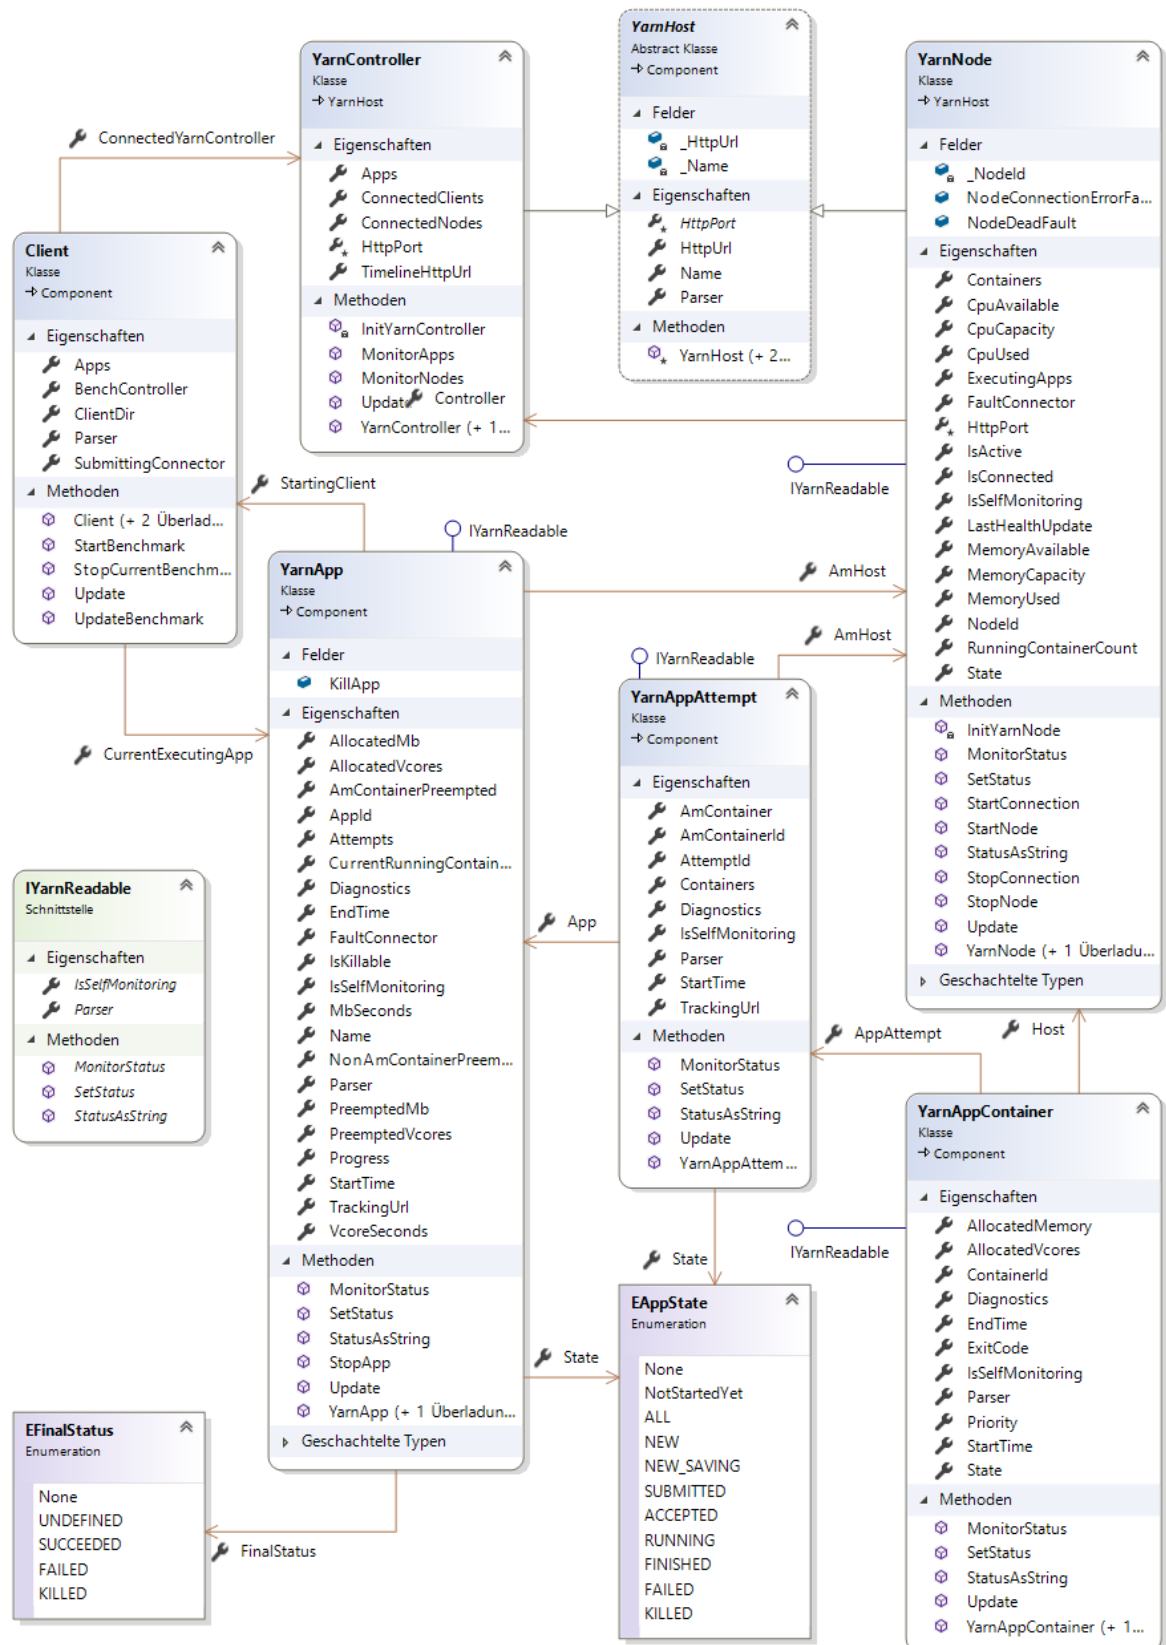 YarnController
Klasse
YarnHost
Eigenschaften
Apps
ConnectedClients
ConnectedNodes
HttpPort
TimelineHttpUrl
Methoden
InitYarnController
MonitorApps
MonitorNodes
Update
YarnController (+ 1...
YarnHost
Abstract Klasse
Component
Felder
_HttpUrl
_Name
Eigenschaften
HttpPort
HttpUrl
Name
Parser
Methoden
YarnHost (+ 2...
YarnNode
Klasse
YarnHost
Felder
_NodeId
NodeConnectionErrorFa...
NodeDeadFault
Eigenschaften
Containers
CpuAvailable
CpuCapacity
CpuUsed
ExecutingApps
FaultConnector
HttpPort
IsActive
IsConnected
IsSelfMonitoring
LastHealthUpdate
MemoryAvailable
MemoryCapacity
MemoryUsed
NodeId
RunningContainerCount
State
Methoden
InitYarnNode
MonitorStatus
SetStatus
StartConnection
StartNode
StatusAsString
StopConnection
StopNode
Update
YarnNode (+ 1 Überladu...
Geschachtelte Typen
ConnectedYarnController
Controller
IYarnReadable
Client
Klasse
Component
Eigenschaften
Apps
BenchController
ClientDir
Parser
SubmittingConnector
Methoden
Client (+ 2 Überlad...
StartBenchmark
StopCurrentBenchm...
Update
UpdateBenchmark
StartingClient
IYarnReadable
CurrentExecutingApp
YarnApp
Klasse
Component
Felder
KillApp
Eigenschaften
AllocatedMb
AllocatedVcores
AmContainerPreempted
AppId
Attempts
CurrentRunningContain...
Diagnostics
EndTime
FaultConnector
IsKillable
IsSelfMonitoring
MbSeconds
Name
NonAmContainerPreem...
Parser
PreemptedMb
PreemptedVcores
Progress
StartTime
TrackingUrl
VcoreSeconds
Methoden
MonitorStatus
SetStatus
StatusAsString
StopApp
Update
YarnApp (+ 1 Überladun...
Geschachtelte Typen
AmHost
AmHost
IYarnReadable
YarnAppAttempt
Klasse
Component
Eigenschaften
AmContainer
AmContainerId
AttemptId
Containers
Diagnostics
IsSelfMonitoring
Parser
StartTime
TrackingUrl
Methoden
MonitorStatus
SetStatus
StatusAsString
Update
YarnAppAttem...
App
AppAttempt
Host
IYarnReadable
Schnittstelle
Eigenschaften
IsSelfMonitoring
Parser
Methoden
MonitorStatus
SetStatus
StatusAsString
YarnAppContainer
Klasse
Component
Eigenschaften
AllocatedMemory
AllocatedVcores
ContainerId
Diagnostics
EndTime
ExitCode
IsSelfMonitoring
Parser
Priority
StartTime
State
Methoden
MonitorStatus
SetStatus
StatusAsString
Update
YarnAppContainer (+ 1...
IYarnReadable
State
State
EAppState
Enumeration
None
NotStartedYet
ALL
NEW
NEW_SAVING
SUBMITTED
ACCEPTED
RUNNING
FINISHED
FAILED
KILLED
EFinalStatus
Enumeration
None
UNDEFINED
SUCCEEDED
FAILED
KILLED
FinalStatus